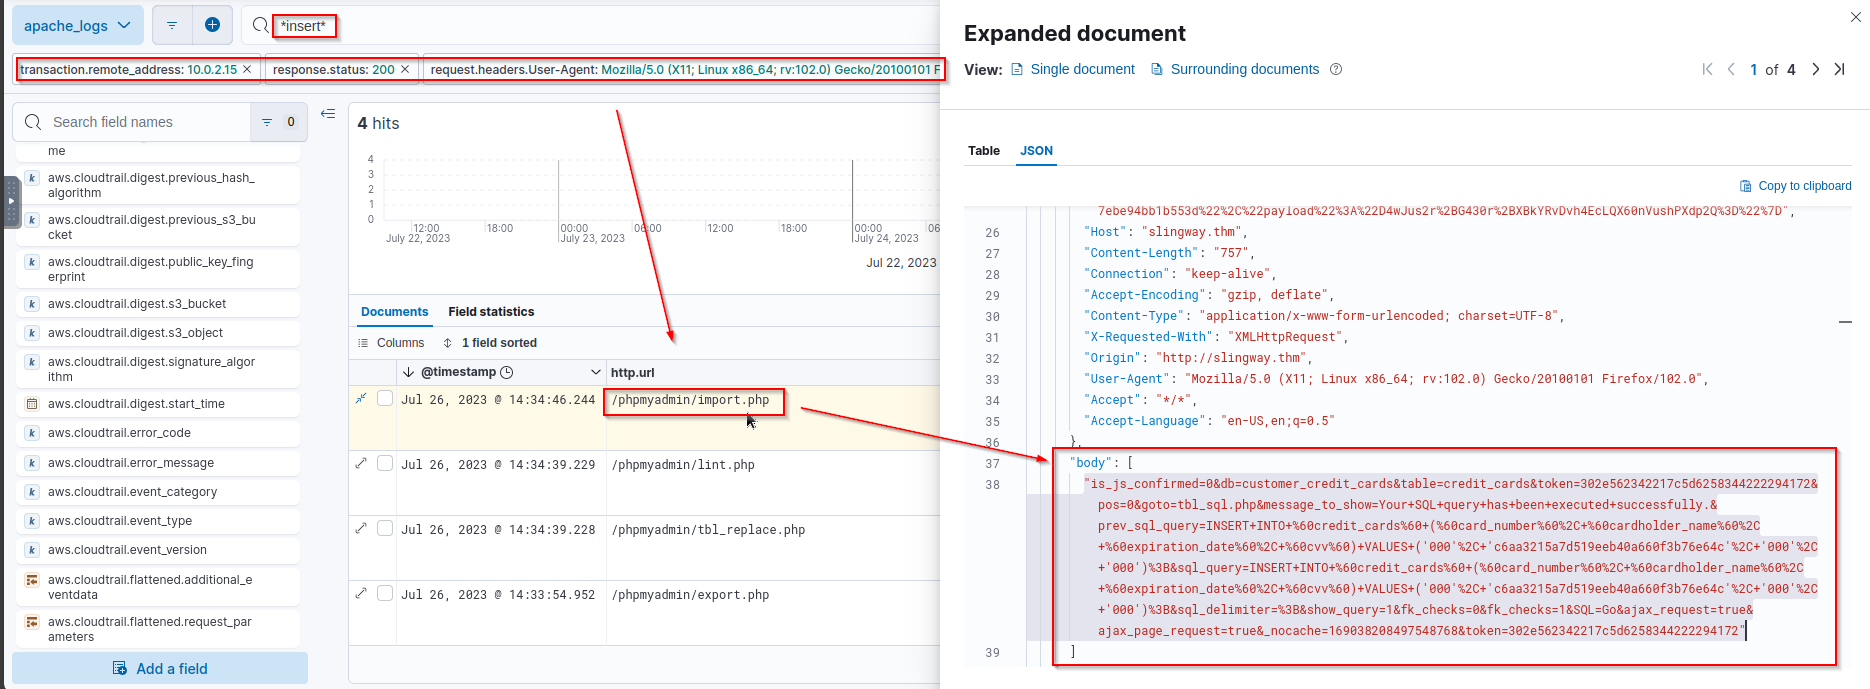 apache_logs
*insert*
transaction.remote_address: 10.0.2.15 ×
response.status: 200 ×
request.headers.User-Agent: Mozilla/5.0 (X11; Linux x86_64; rv:102.0) Gecko/20100101 F
Search field names
0
me
k aws.cloudtrail.digest.previous_hash_
algorithm
k aws.cloudtrail.digest.previous_s3_bu
cket
k aws.cloudtrail.digest.public_key_fing
erprint
k aws.cloudtrail.digest.s3_bucket
k aws.cloudtrail.digest.s3_object
k aws.cloudtrail.digest.signature_algor
ithm
aws.cloudtrail.digest.start_time
k aws.cloudtrail.error_code
k aws.cloudtrail.error_message
k aws.cloudtrail.event_category
k aws.cloudtrail.event_type
k aws.cloudtrail.event_version
aws.cloudtrail.flattened.additional_e
ventdata
aws.cloudtrail.flattened.request_par
ameters
Add a field
4 hits
4
3
2
1
0
12:00 18:00 00:00 06:00 12:00 18:00 00:00 06
July 22, 2023 July 23, 2023 July 24, 2023
Jul 22, 2023
Documents Field statistics
Columns 1 field sorted
@timestamp http.url
Jul 26, 2023 @ 14:34:46.244 /phpmyadmin/import.php
Jul 26, 2023 @ 14:34:39.229 /phpmyadmin/lint.php
Jul 26, 2023 @ 14:34:39.228 /phpmyadmin/tbl_replace.php
Jul 26, 2023 @ 14:33:54.952 /phpmyadmin/export.php
Expanded document
View: Single document Surrounding documents
1 of 4
Table JSON
Copy to clipboard
7ebe94bb1b553d%22%2C%22payload%22%3A%22D4wJus2r%2BG430r%2BXBkYRvDvh4EcLQX60nVushPXdp2Q%3D%22%7D",
26 "Host": "slingway.thm",
27 "Content-Length": "757",
28 "Connection": "keep-alive",
29 "Accept-Encoding": "gzip, deflate",
30 "Content-Type": "application/x-www-form-urlencoded; charset=UTF-8",
31 "X-Requested-With": "XMLHttpRequest",
32 "Origin": "http://slingway.thm",
33 "User-Agent": "Mozilla/5.0 (X11; Linux x86_64; rv:102.0) Gecko/20100101 Firefox/102.0",
34 "Accept": "*/*",
35 "Accept-Language": "en-US,en;q=0.5"
36 },
37 "body": [
38 "is_js_confirmed=0&db=customer_credit_cards&table=credit_cards&token=302e562342217c5d6258344222294172&
pos=0&goto=tbl_sql.php&message_to_show=Your+SQL+query+has+been+executed+successfully.&
prev_sql_query=INSERT+INTO+%60credit_cards%60+(%60card_number%60%2C+%60cardholder_name%60%2C
+%60expiration_date%60%2C+%60cvv%60)+VALUES+('000'%2C+'c6aa3215a7d519eeb40a660f3b76e64c'%2C+'000'%2C
+'000')%3B&sql_query=INSERT+INTO+%60credit_cards%60+(%60card_number%60%2C+%60cardholder_name%60%2C
+%60expiration_date%60%2C+%60cvv%60)+VALUES+('000'%2C+'c6aa3215a7d519eeb40a660f3b76e64c'%2C+'000'%2C
+'000')%3B&sql_delimiter=%3B&show_query=1&fk_checks=0&fk_checks=1&SQL=Go&ajax_request=true&
ajax_page_request=true&_nocache=169038208497548768&token=302e562342217c5d6258344222294172"
39 ]